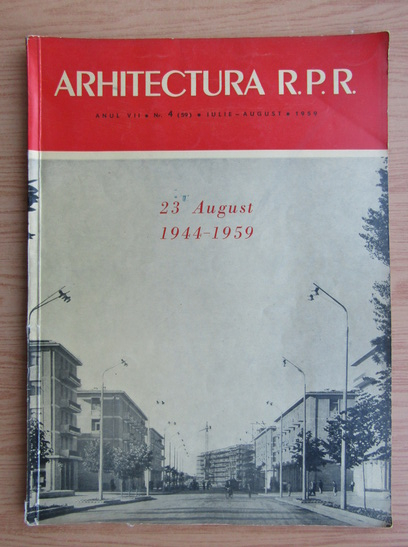 ARHITECTURA R.P.R.
ANUL VII • Nr. 4 (59) • IULIE-AUGUST • 1959
23 August
1944-1959